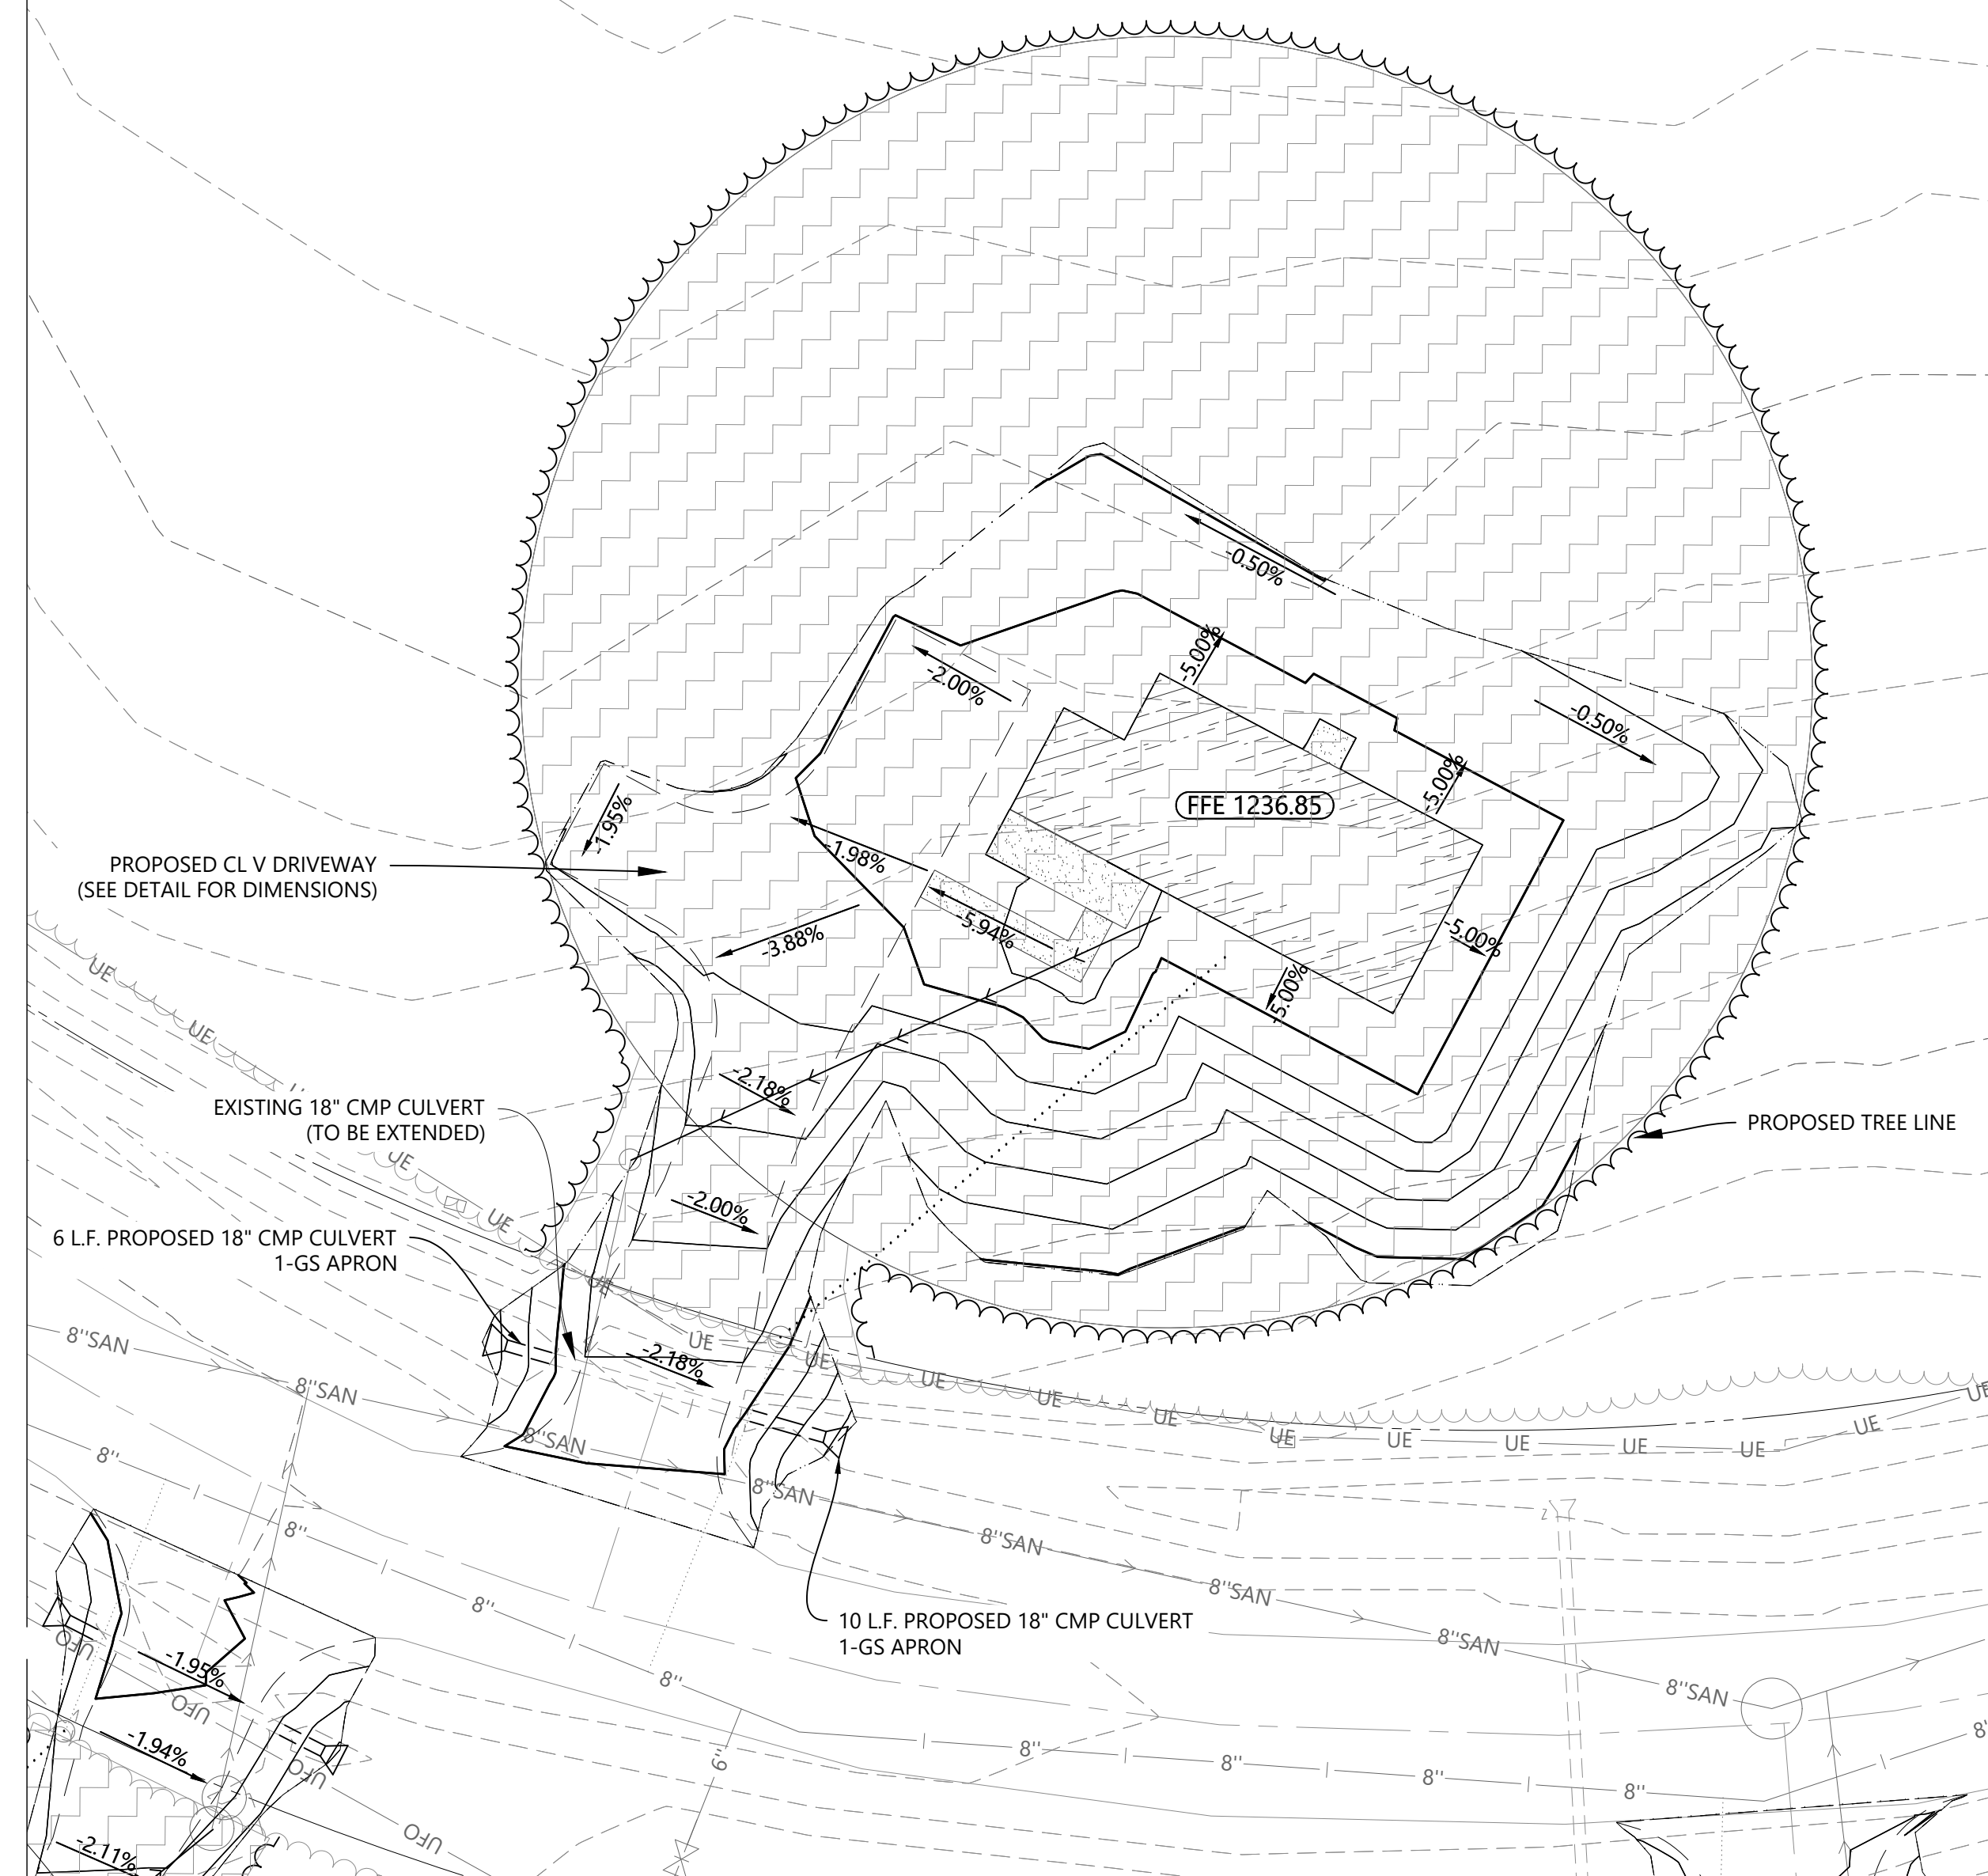 -0.50%
-5.00%
-2.00%
-0.50%
-5.00%
FFE 1236.85
-1.95%
-1.98%
PROPOSED CL V DRIVEWAY
(SEE DETAIL FOR DIMENSIONS)
-5.94%
-3.88%
-5.00%
UE
-5.00%
UE
-2.18%
EXISTING 18" CMP CULVERT
(TO BE EXTENDED)
PROPOSED TREE LINE
UE
-2.00%
UE
6 L.F. PROPOSED 18" CMP CULVERT
1-GS APRON
UE
8"SAN
UE
-2.18%
UE
UE
UE
UE
UE
UE
UE
UE
UE
UE
UE
8"SAN
8"SAN
8"SAN
8"SAN
8"SAN
8"SAN
8"SAN
8"
8"
8"
8"
10 L.F. PROPOSED 18" CMP CULVERT
1-GS APRON
UFO
-1.95%
UFO
-1.94%
UFO
UFO
-2.11%
6"
8"
8"
8"
8"
8"